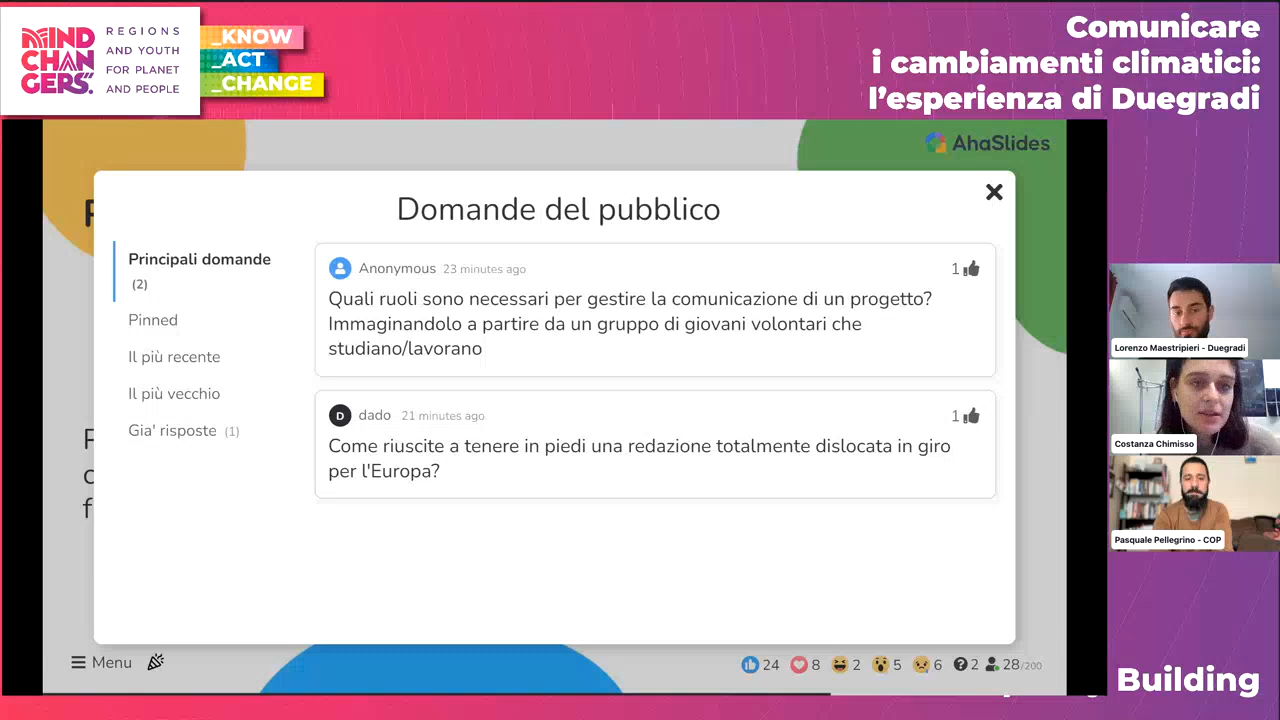 MIND
CHAN
GERS.
REGIONS
AND YOUTH
FOR PLANET
AND PEOPLE
_KNOW
_ACT
_CHANGE
Comunicare
i cambiamenti climatici:
l'esperienza di Duegradi
AhaSlides
Domande del pubblico
Principali domande
(2)
Pinned
Il più recente
Il più vecchio
Gia' risposte (1)
Anonymous 23 minutes ago
1
Quali ruoli sono necessari per gestire la comunicazione di un progetto?
Immaginandolo a partire da un gruppo di giovani volontari che
studiano/lavorano
D dado 21 minutes ago
1
Come riuscite a tenere in piedi una redazione totalmente dislocata in giro
per l'Europa?
Menu
24 8 2 5 6 2 28/200
Lorenzo Maestripieri - Duegradi
Costanza Chimisso
Pasquale Pellegrino - COP
Building